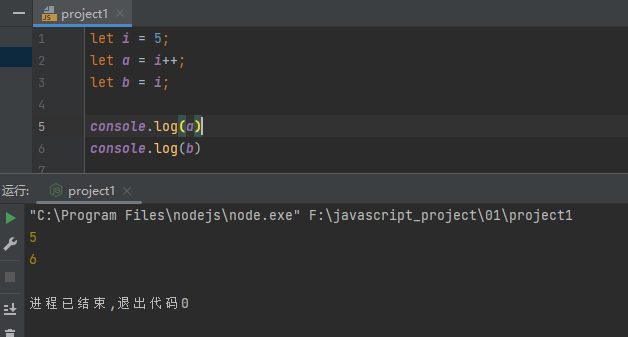 project1
1 let i = 5;
2 let a = i++;
3 let b = i;
4
5 console.log(a)
6 console.log(b)
7
运行: project1
"C:\Program Files\nodejs\node.exe" F:\javascript_project\01\project1
5
6
进程已结束,退出代码0